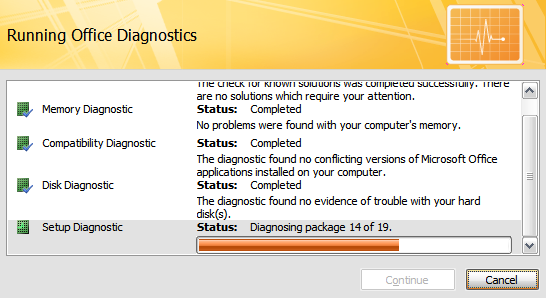 Running Office Diagnostics
The check for known solutions was completed successfully. There
are no solutions which require your attention.
Memory Diagnostic
Status: Completed
No problems were found with your computer's memory.
Compatibility Diagnostic
Status: Completed
The diagnostic found no conflicting versions of Microsoft Office
applications installed on your computer.
Disk Diagnostic
Status: Completed
The diagnostic found no evidence of trouble with your hard
disk(s).
Setup Diagnostic
Status: Diagnosing package 14 of 19.
Continue
Cancel